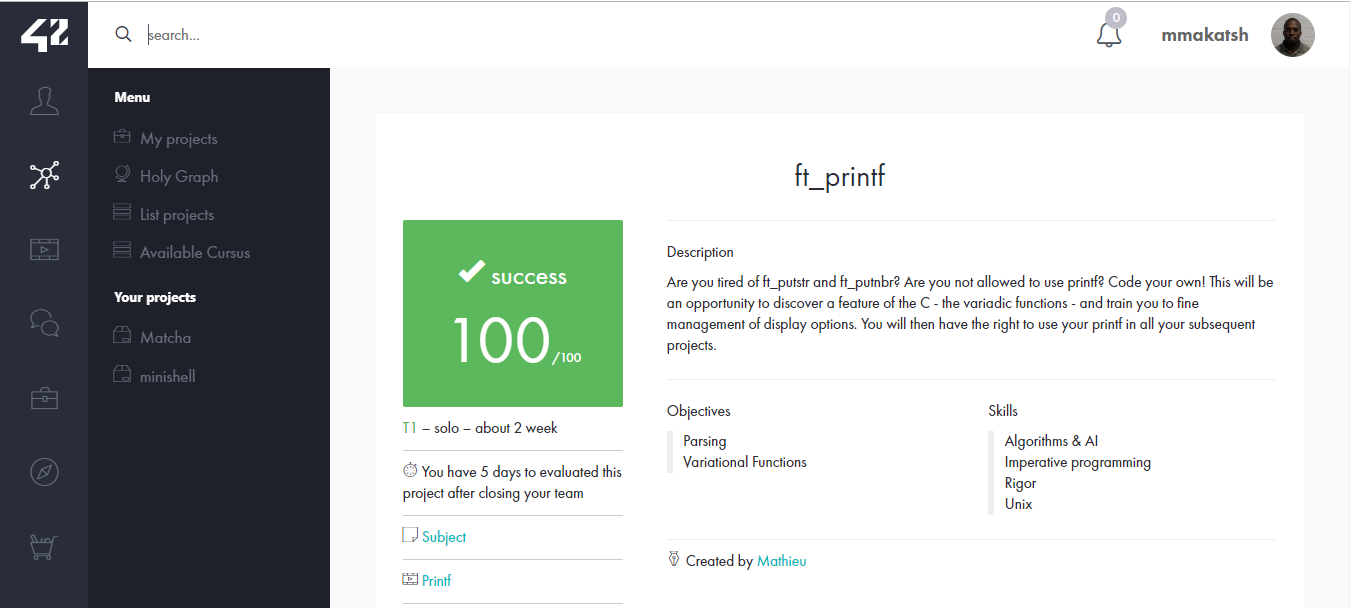 42
search...
0
mmakatsh
Menu
My projects
Holy Graph
List projects
Available Cursus
Your projects
Matcha
minishell
ft_printf
success
100/100
T1 – solo – about 2 week
You have 5 days to evaluated this
project after closing your team
Subject
Printf
Description
Are you tired of ft_putstr and ft_putnbr? Are you not allowed to use printf? Code your own! This will be
an opportunity to discover a feature of the C - the variadic functions - and train you to fine
management of display options. You will then have the right to use your printf in all your subsequent
projects.
Objectives
Parsing
Variational Functions
Skills
Algorithms & AI
Imperative programming
Rigor
Unix
Created by Mathieu